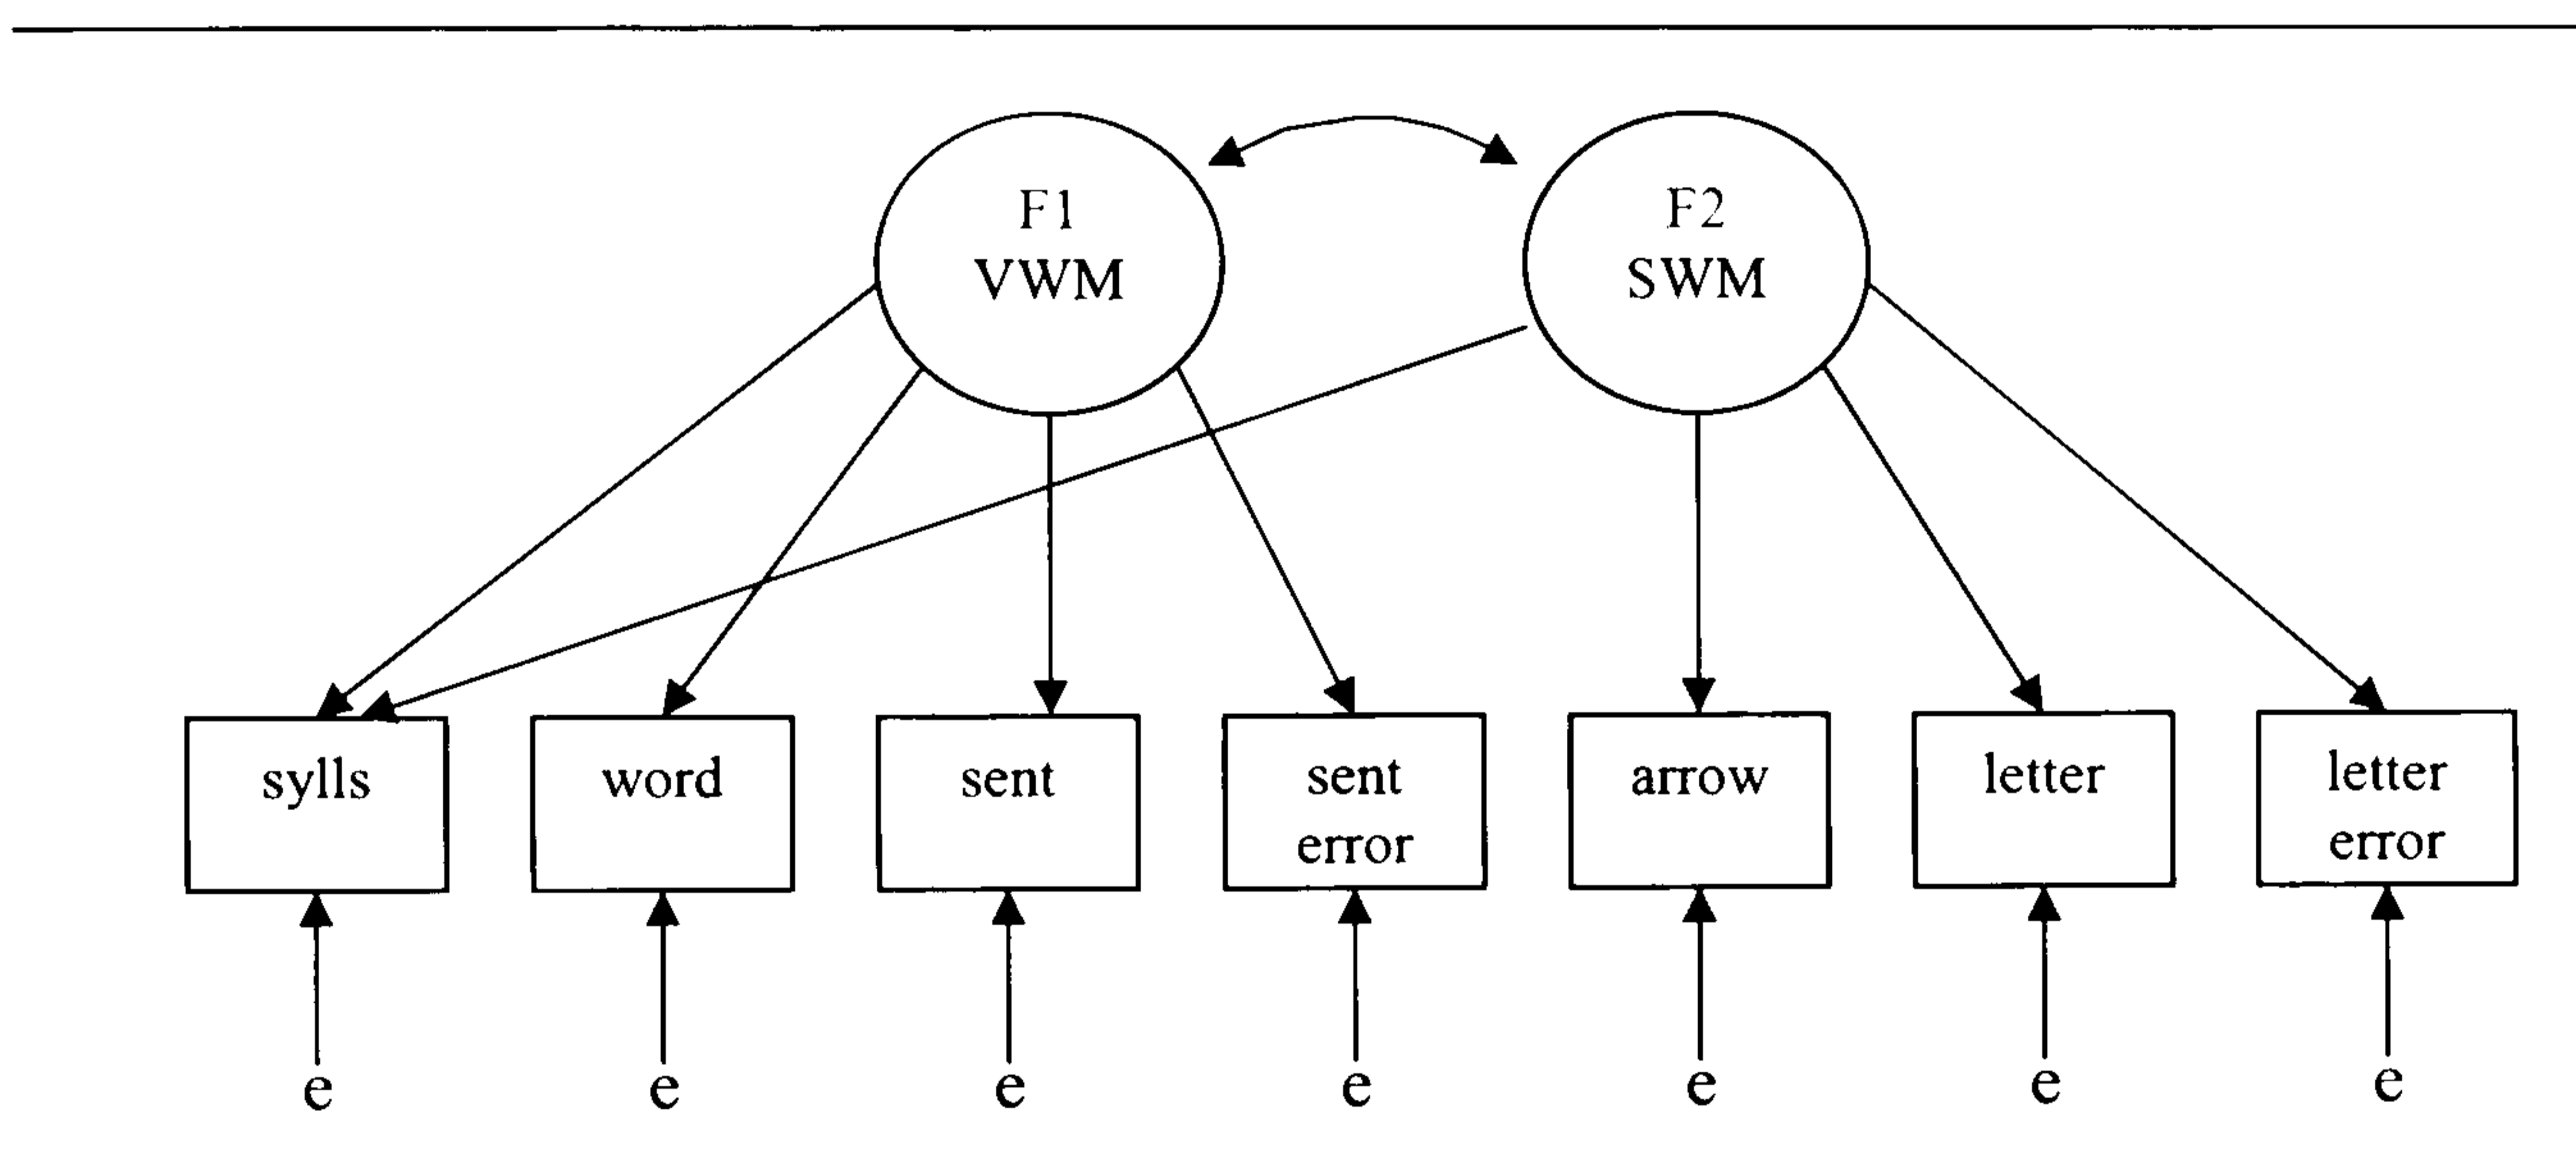 F1
VWM
F2
SWM
sylls
word
sent
sent
error
arrow
letter
letter
error
e
e
e
e
e
e
e